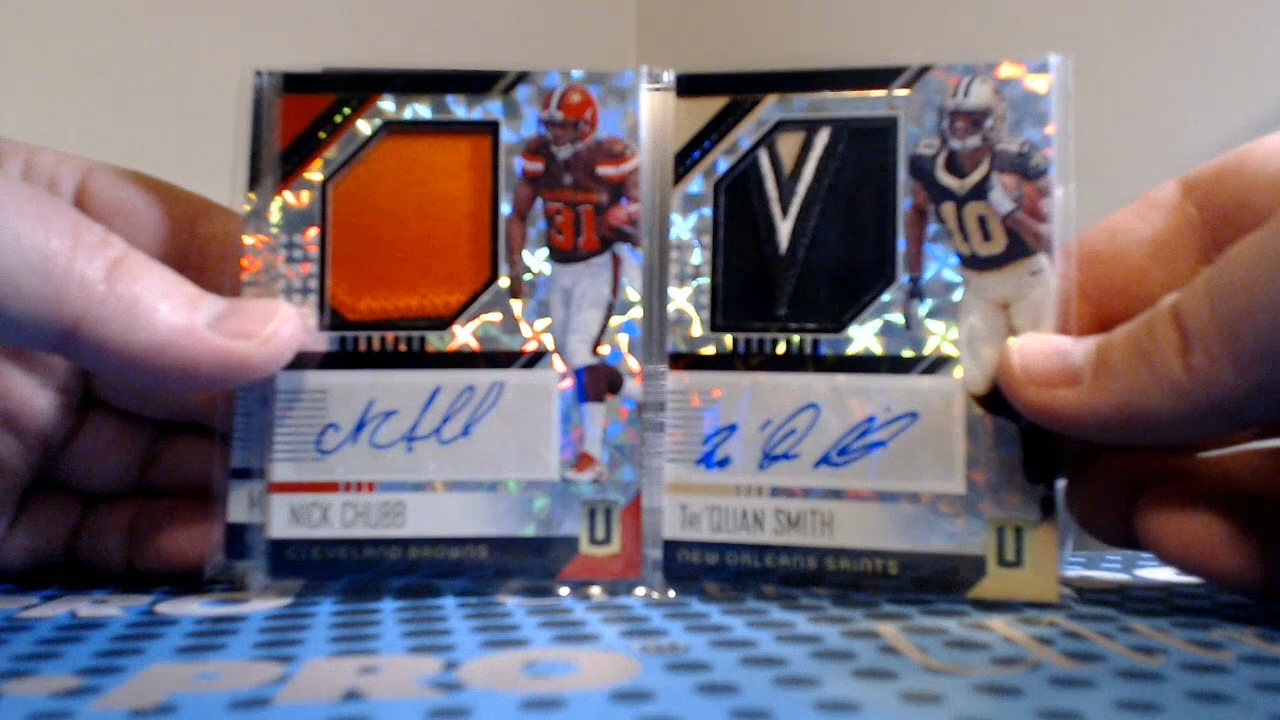 31
10
NICK CHUBB
TRE'QUAN SMITH
CLEVELAND BROWNS
NEW ORLEANS SAINTS
U
U
PRO